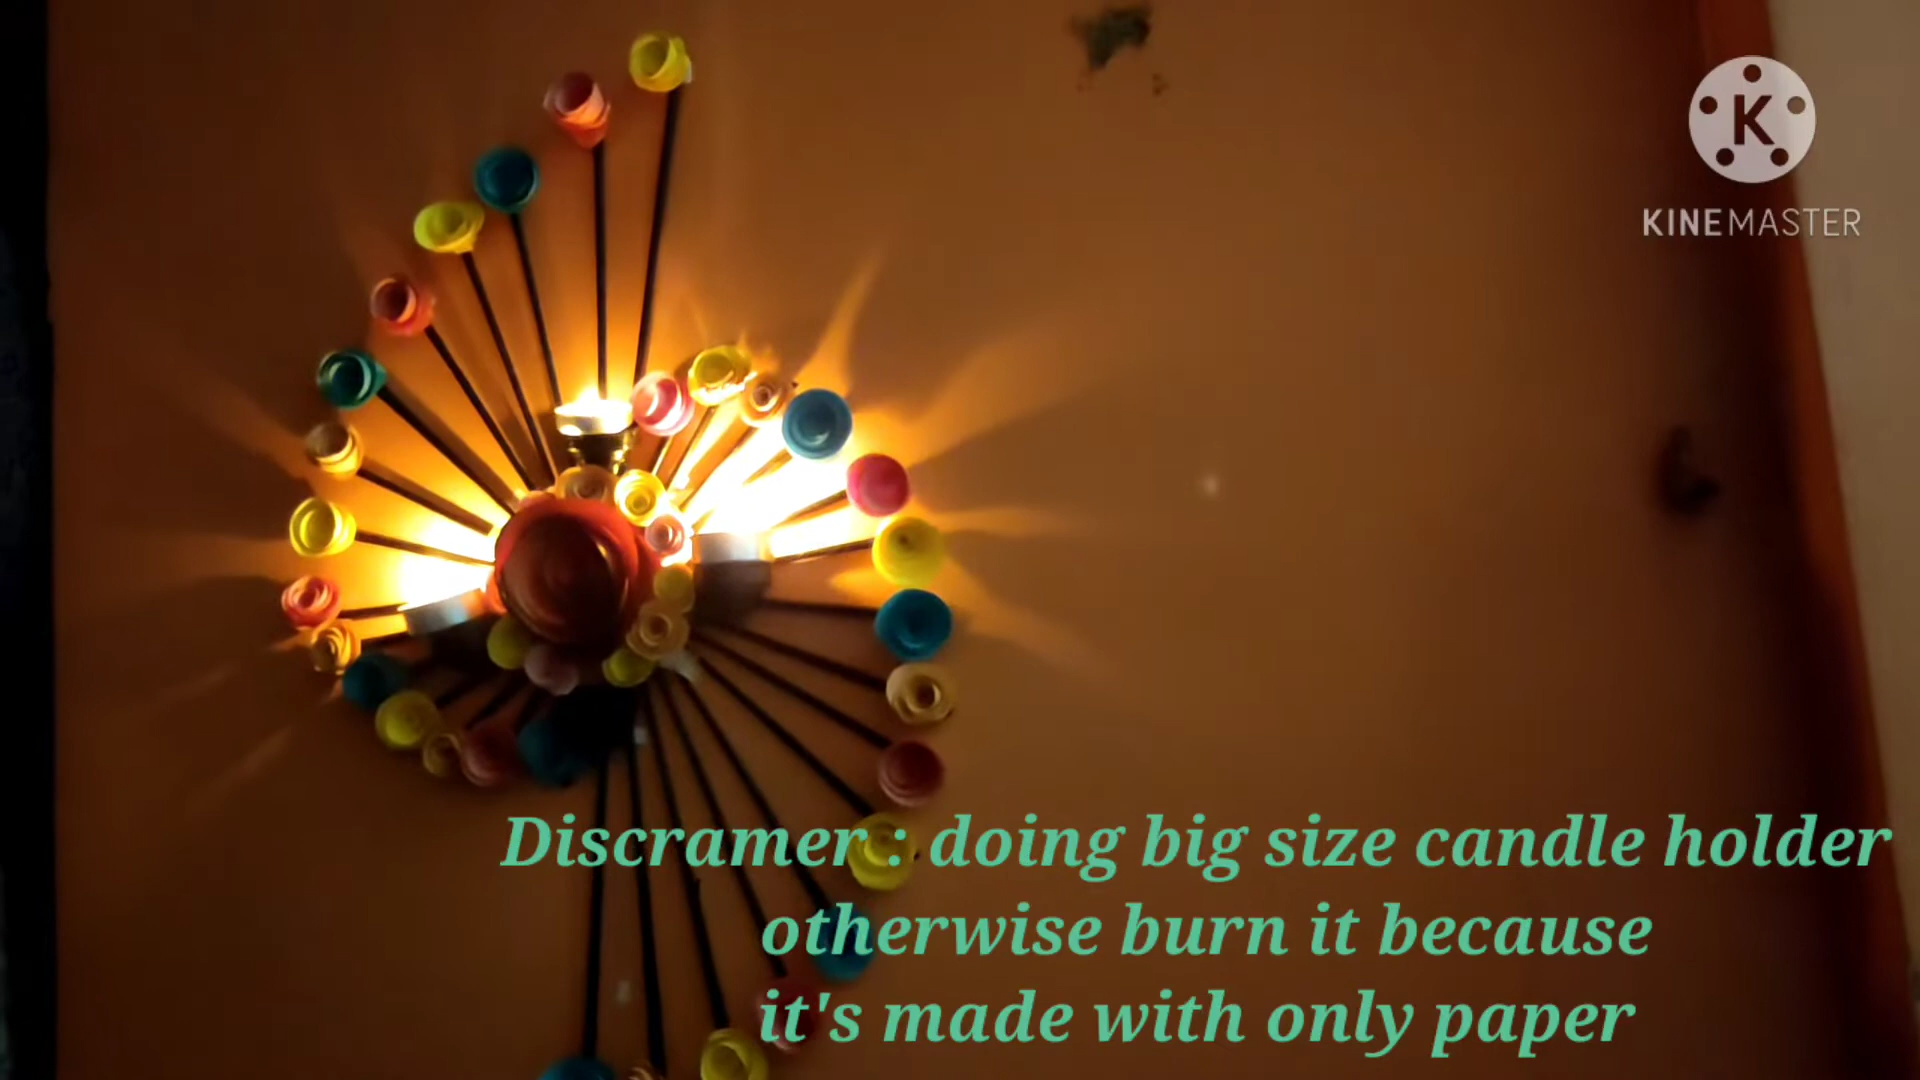 K
KINEMASTER
Discramer : doing big size candle holder
otherwise burn it because
it's made with only paper